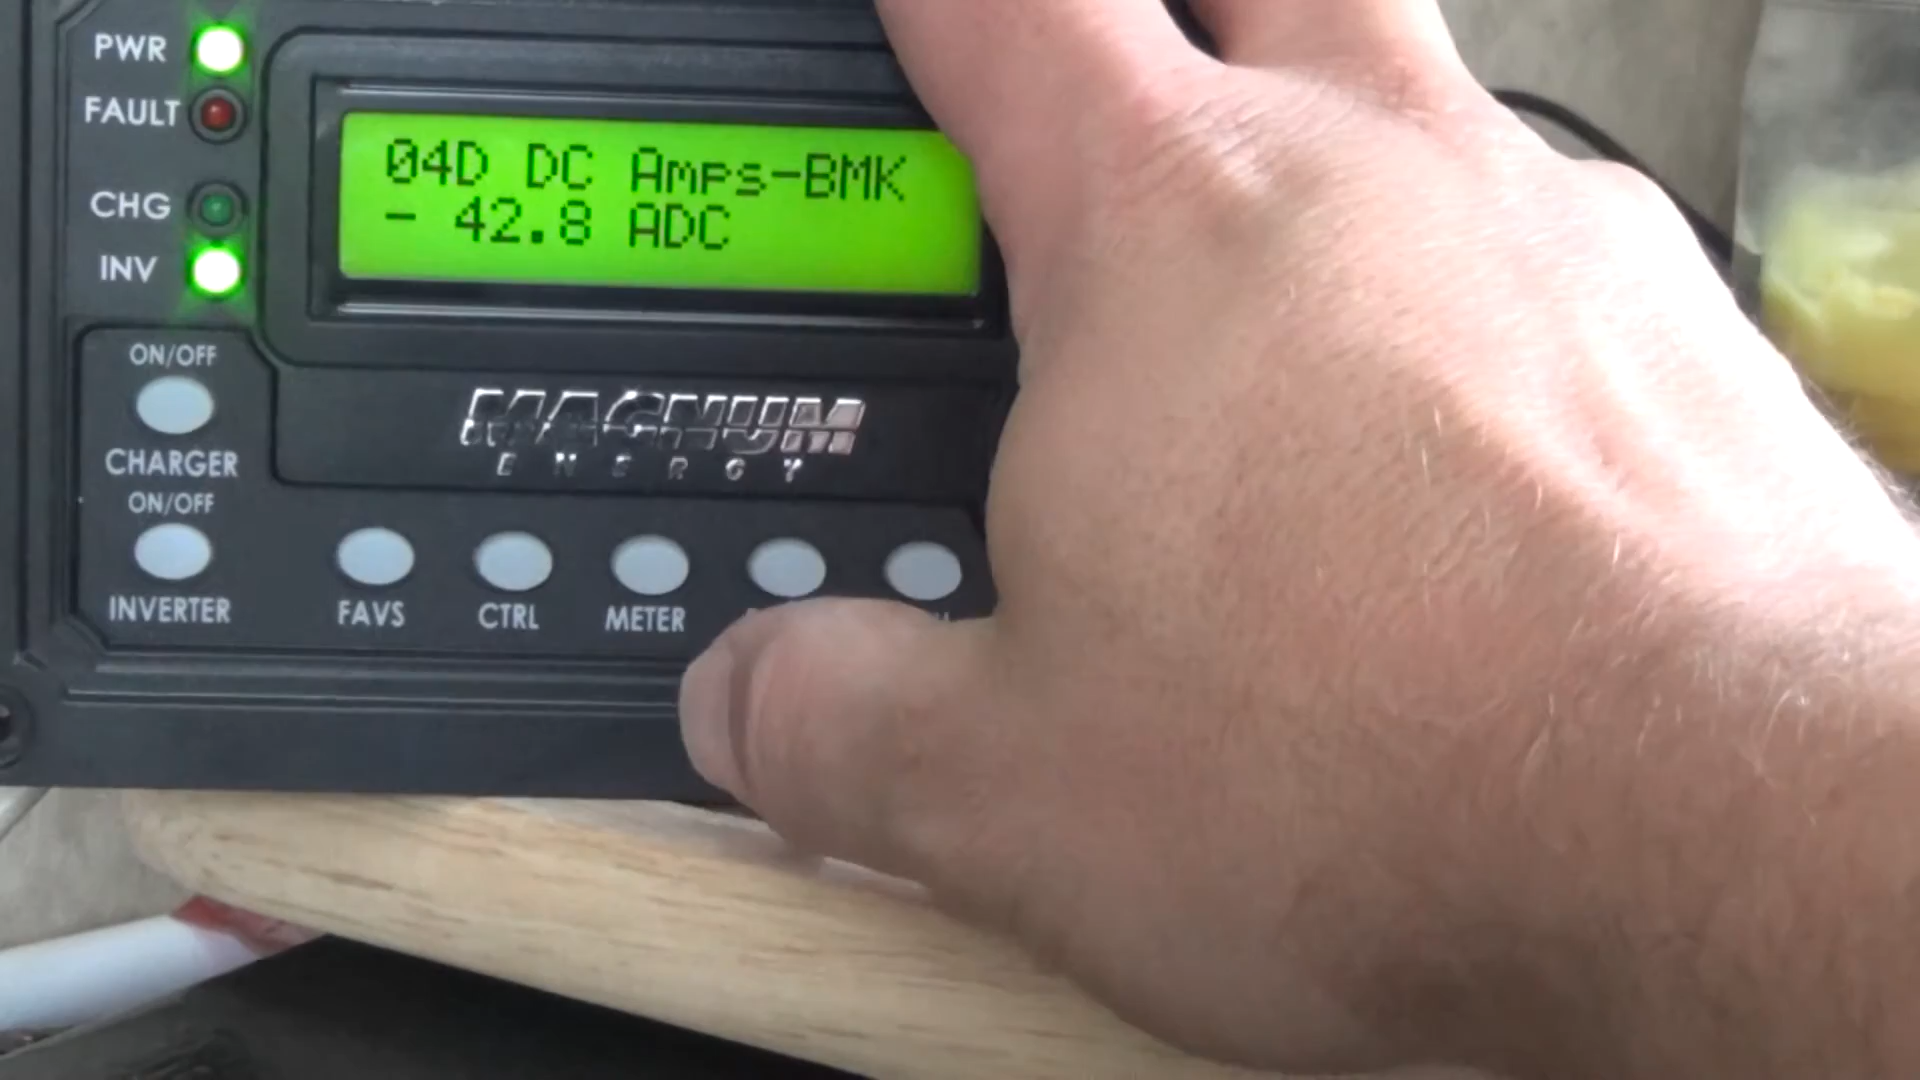 PWR
FAULT
CHG
INV
04D DC Amps-BMK
- 42.8 ADC
ON/OFF
CHARGER
ON/OFF
INVERTER
MAGNUM
ENERGY
FAVS
CTRL
METER